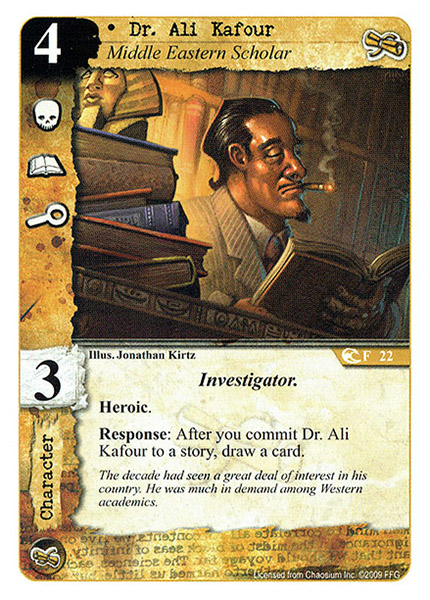 4
• Dr. Ali Kafour
Middle Eastern Scholar
Illus. Jonathan Kirtz
F 22
3
Investigator.
Heroic.
Response: After you commit Dr. Ali
Kafour to a story, draw a card.
The decade had seen a great deal of interest in his
country. He was much in demand among Western
academics.
Character
Licensed from Chaosium Inc. ©2009 FFG